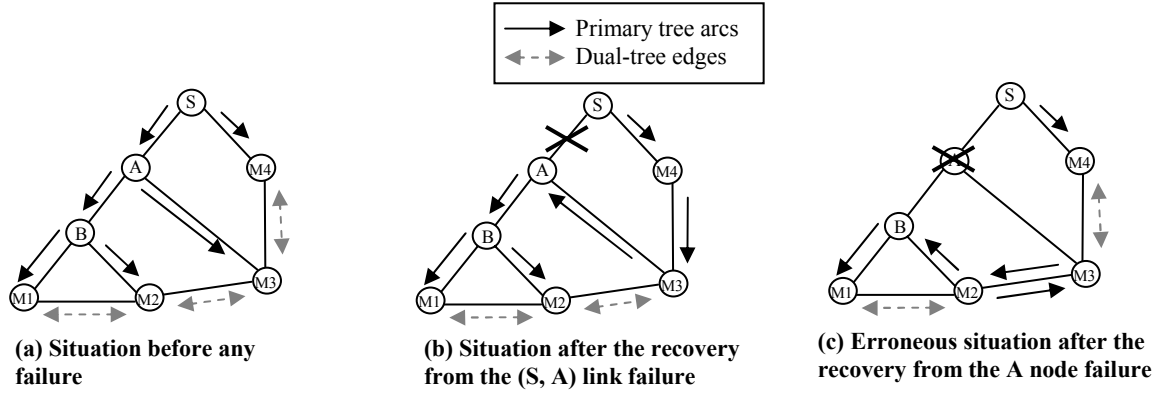 Primary tree arcs
Dual-tree edges
S
A
M4
B
M3
M1
M2
(a) Situation before any
failure
S
A
M4
B
M3
M1
M2
(b) Situation after the recovery
from the (S, A) link failure
S
A
M4
B
M3
M1
M2
(c) Erroneous situation after the
recovery from the A node failure